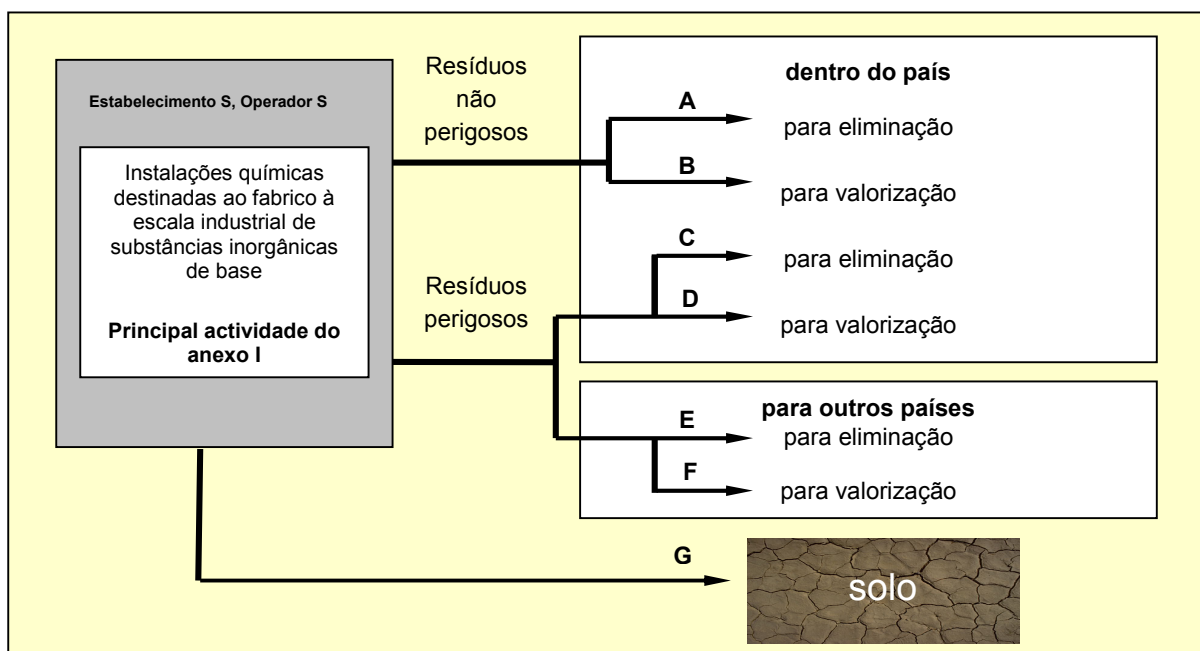 Estabelecimento S, Operador S
Instalações químicas
destinadas ao fabrico à
escala industrial de
substâncias inorgânicas
de base
Principal actividade do
anexo I
Resíduos
não
perigosos
Resíduos
perigosos
dentro do país
A
para eliminação
B
para valorização
C
para eliminação
D
para valorização
para outros países
E
para eliminação
F
para valorização
G
solo